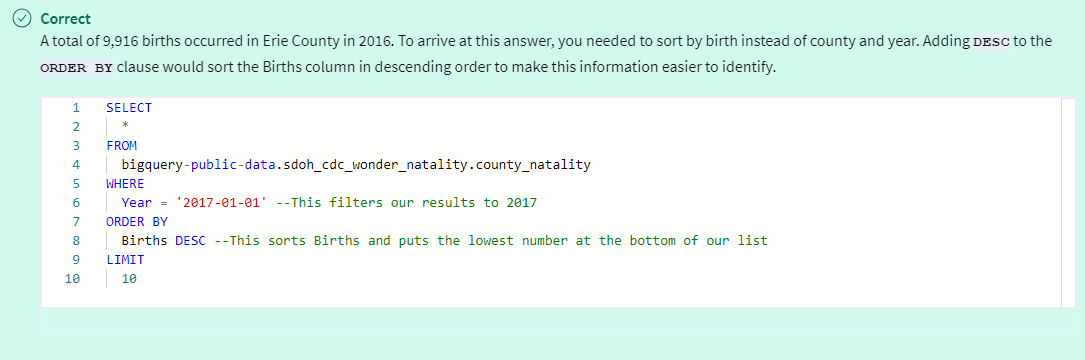 Correct
A total of 9,916 births occurred in Erie County in 2016. To arrive at this answer, you needed to sort by birth instead of county and year. Adding DESC to the
ORDER BY clause would sort the Births column in descending order to make this information easier to identify.
1 SELECT
2 *
3 FROM
4 bigquery-public-data.sdoh_cdc_wonder_natality.county_natality
5 WHERE
6 Year = '2017-01-01' --This filters our results to 2017
7 ORDER BY
8 Births DESC --This sorts Births and puts the lowest number at the bottom of our list
9 LIMIT
10 10